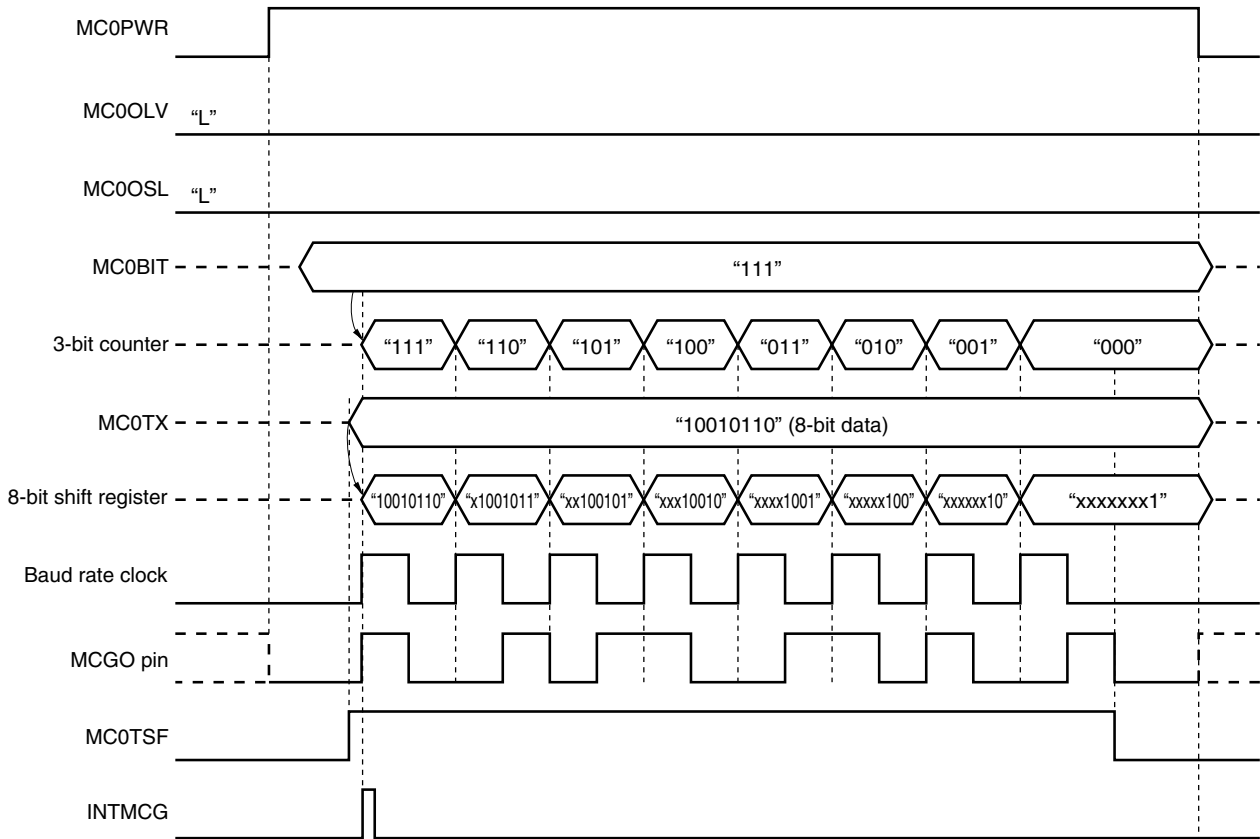 MC0PWR
MC0OLV “L”
MC0OSL “L”
MC0BIT “111”
3-bit counter “111” “110” “101” “100” “011” “010” “001” “000”
MC0TX “10010110” (8-bit data)
8-bit shift register “10010110” “x1001011” “xx100101” “xxx10010” “xxxx1001” “xxxxx100” “xxxxxx10” “xxxxxxx1”
Baud rate clock
MCGO pin
MC0TSF
INTMCG